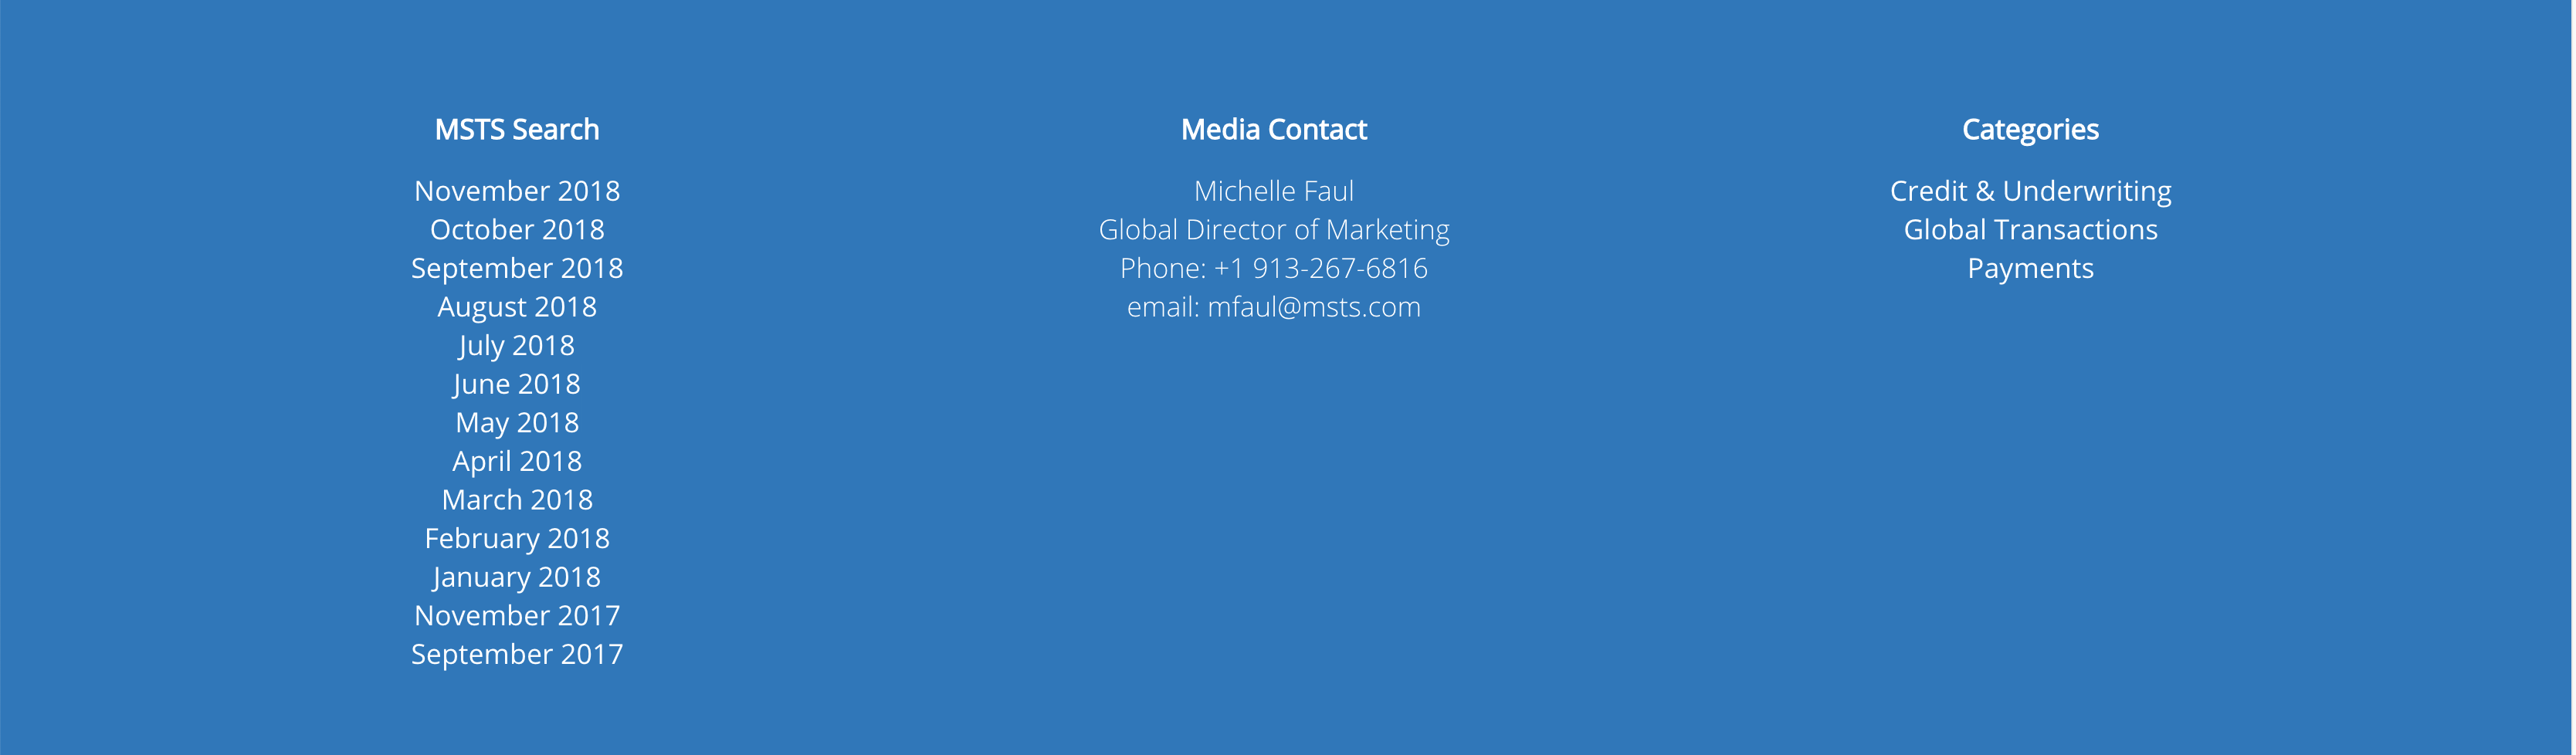 MSTS Search
November 2018
October 2018
September 2018
August 2018
July 2018
June 2018
May 2018
April 2018
March 2018
February 2018
January 2018
November 2017
September 2017
Media Contact
Michelle Faul
Global Director of Marketing
Phone: +1 913-267-6816
email: mfaul@msts.com
Categories
Credit & Underwriting
Global Transactions
Payments